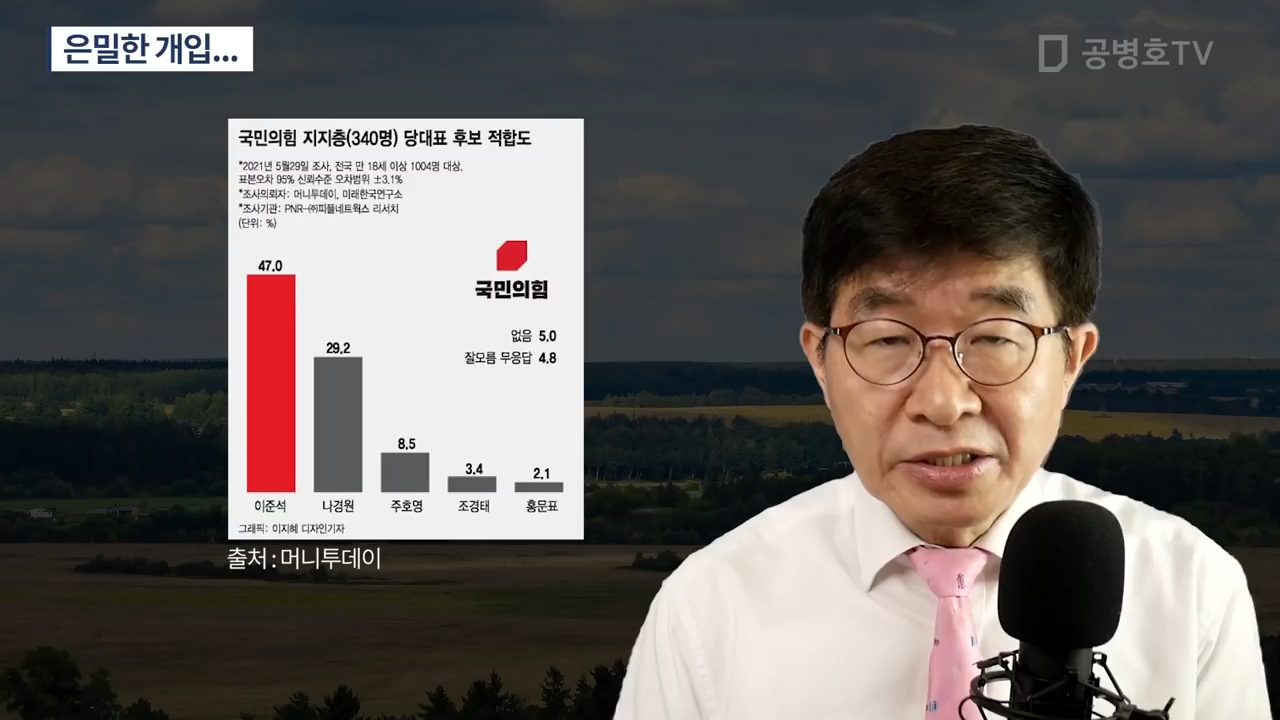 은밀한 개입...
공병호TV
국민의힘 지지층(340명) 당대표 후보 적합도
*2021년 5월29일 조사, 전국 만 18세 이상 1004명 대상,
표본오차 95% 신뢰수준 오차범위 ±3.1%
*조사의뢰자: 머니투데이, 미래한국연구소
*조사기관: PNR-㈜피플네트웍스 리서치
(단위: %)
47.0
국민의힘
없음 5.0
29.2
잘모름 무응답 4.8
8.5
3.4
2.1
이준석 나경원 주호영 조경태 홍문표
그래픽: 이지혜 디자인기자
출처 : 머니투데이